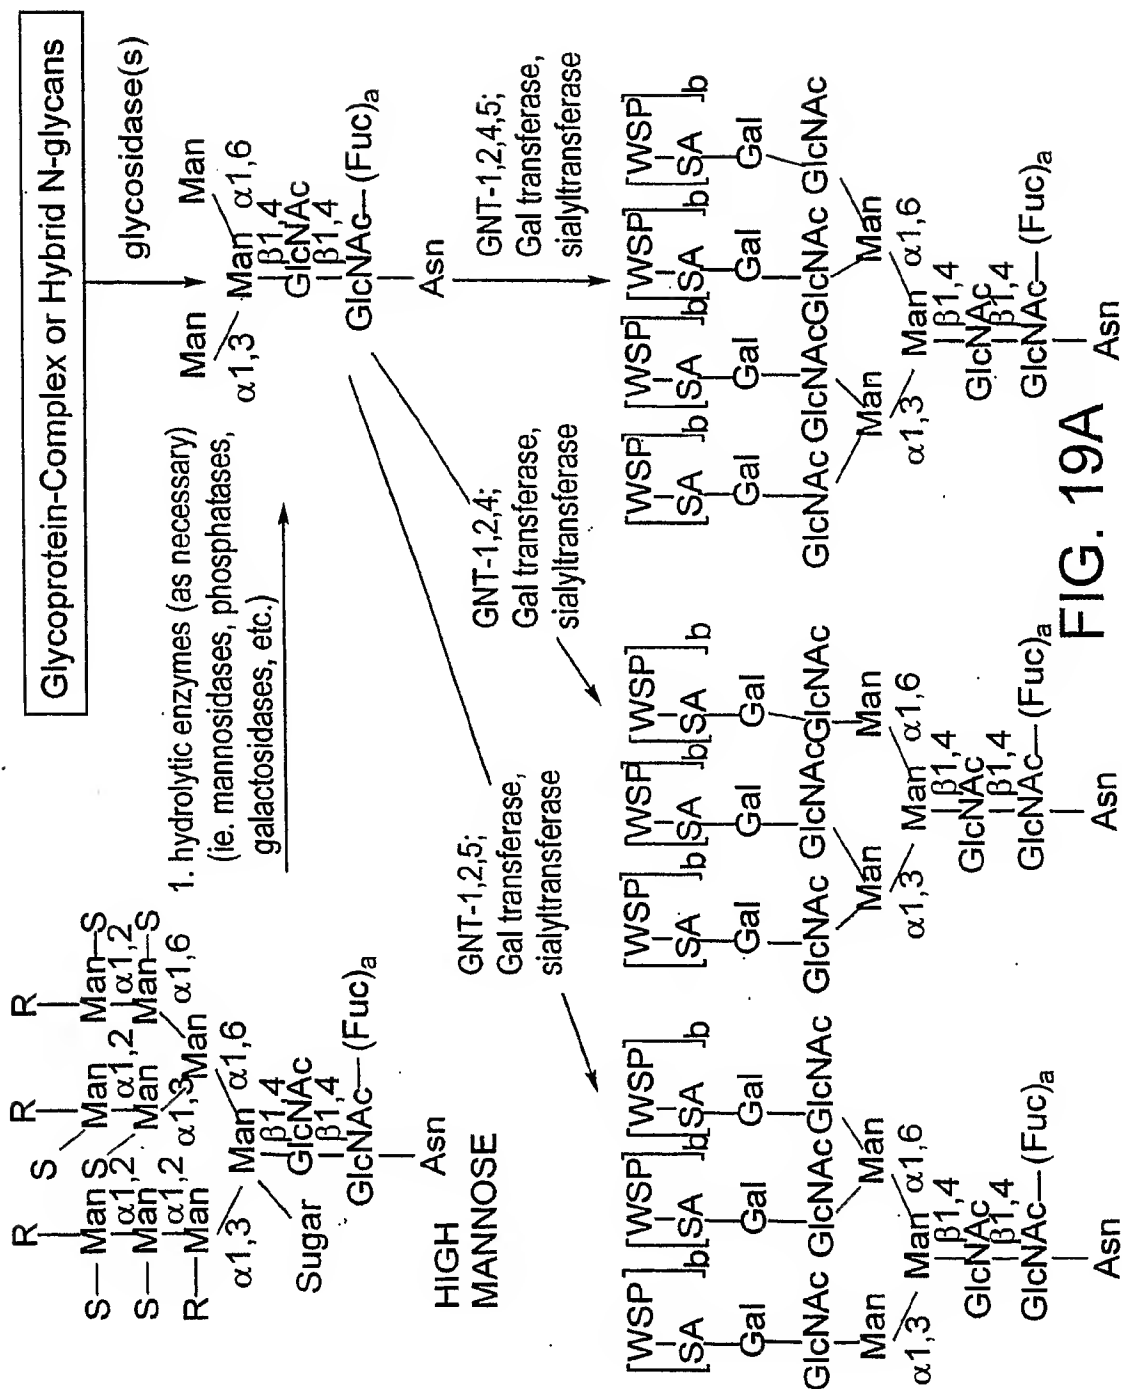 Glycoprotein-Complex or Hybrid N-glycans
glycosidase(s)
R R R
S S
S—Man S Man Man—S
α1,2 α1,2 α1,2
S—Man Man Man—S
α1,2 α1,3 α1,6
R—Man Man
α1,3 α1,6
Man
Sugar β1,4
GlcNAc
β1,4
GlcNAc—(Fuc)a
Asn
HIGH
MANNOSE
1. hydrolytic enzymes (as necessary)
(ie. mannosidases, phosphatases,
galactosidases, etc.)
Man Man
α1,3 Man α1,6
β1,4
GlcNAc
β1,4
GlcNAc—(Fuc)a
Asn
GNT-1,2,5;
Gal transferase,
sialyltransferase
GNT-1,2,4;
Gal transferase,
sialyltransferase
GNT-1,2,4,5;
Gal transferase,
sialyltransferase
[WSP] [WSP] [WSP]
[SA]b [SA]b [SA]b
Gal Gal Gal
GlcNAc GlcNAc GlcNAc
Man Man
α1,3 Man α1,6
β1,4
GlcNAc
β1,4
GlcNAc—(Fuc)a
Asn
[WSP] [WSP] [WSP]
[SA]b [SA]b [SA]b
Gal Gal Gal
GlcNAc GlcNAc GlcNAc
Man Man
α1,3 Man α1,6
β1,4
GlcNAc
β1,4
GlcNAc—(Fuc)a
Asn
[WSP] [WSP] [WSP] [WSP]
[SA]b [SA]b [SA]b [SA]b
Gal Gal Gal Gal
GlcNAc GlcNAc GlcNAc GlcNAc
Man Man
α1,3 Man α1,6
β1,4
GlcNAc
β1,4
GlcNAc—(Fuc)a
Asn
FIG. 19A